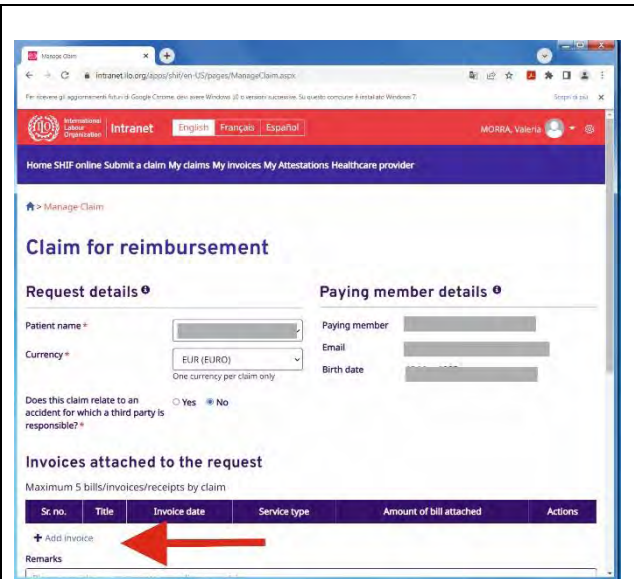 Manage Claim
intranet.ilo.org/apps/shif/en-US/pages/ManageClaim.aspx
Per ricevere gli aggiornamenti futuri di Google Chrome, devi avere Windows 10 o versioni successive. Su questo computer è installato Windows 7.
Scopri di più
International Labour Organization
Intranet
English Français Español
MORRA, Valeria
Home SHIF online Submit a claim My claims My invoices My Attestations Healthcare provider
> Manage Claim
Claim for reimbursement
Request details
Paying member details
Patient name *
Paying member
Currency *
EUR (EURO)
Email
One currency per claim only
Birth date
Does this claim relate to an accident for which a third party is responsible? *
Yes No
Invoices attached to the request
Maximum 5 bills/invoices/receipts by claim
Sr. no. Title Invoice date Service type Amount of bill attached Actions
+ Add invoice
Remarks